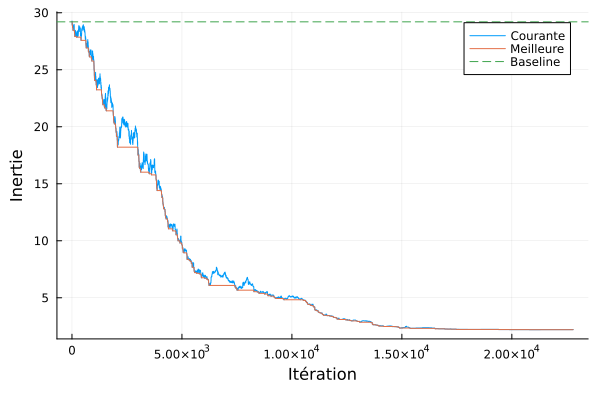 Inertie
30
25
20
15
10
5
Courante
Meilleure
Baseline
0 5.00×10³ 1.00×10⁴ 1.50×10⁴ 2.00×10⁴
Itération